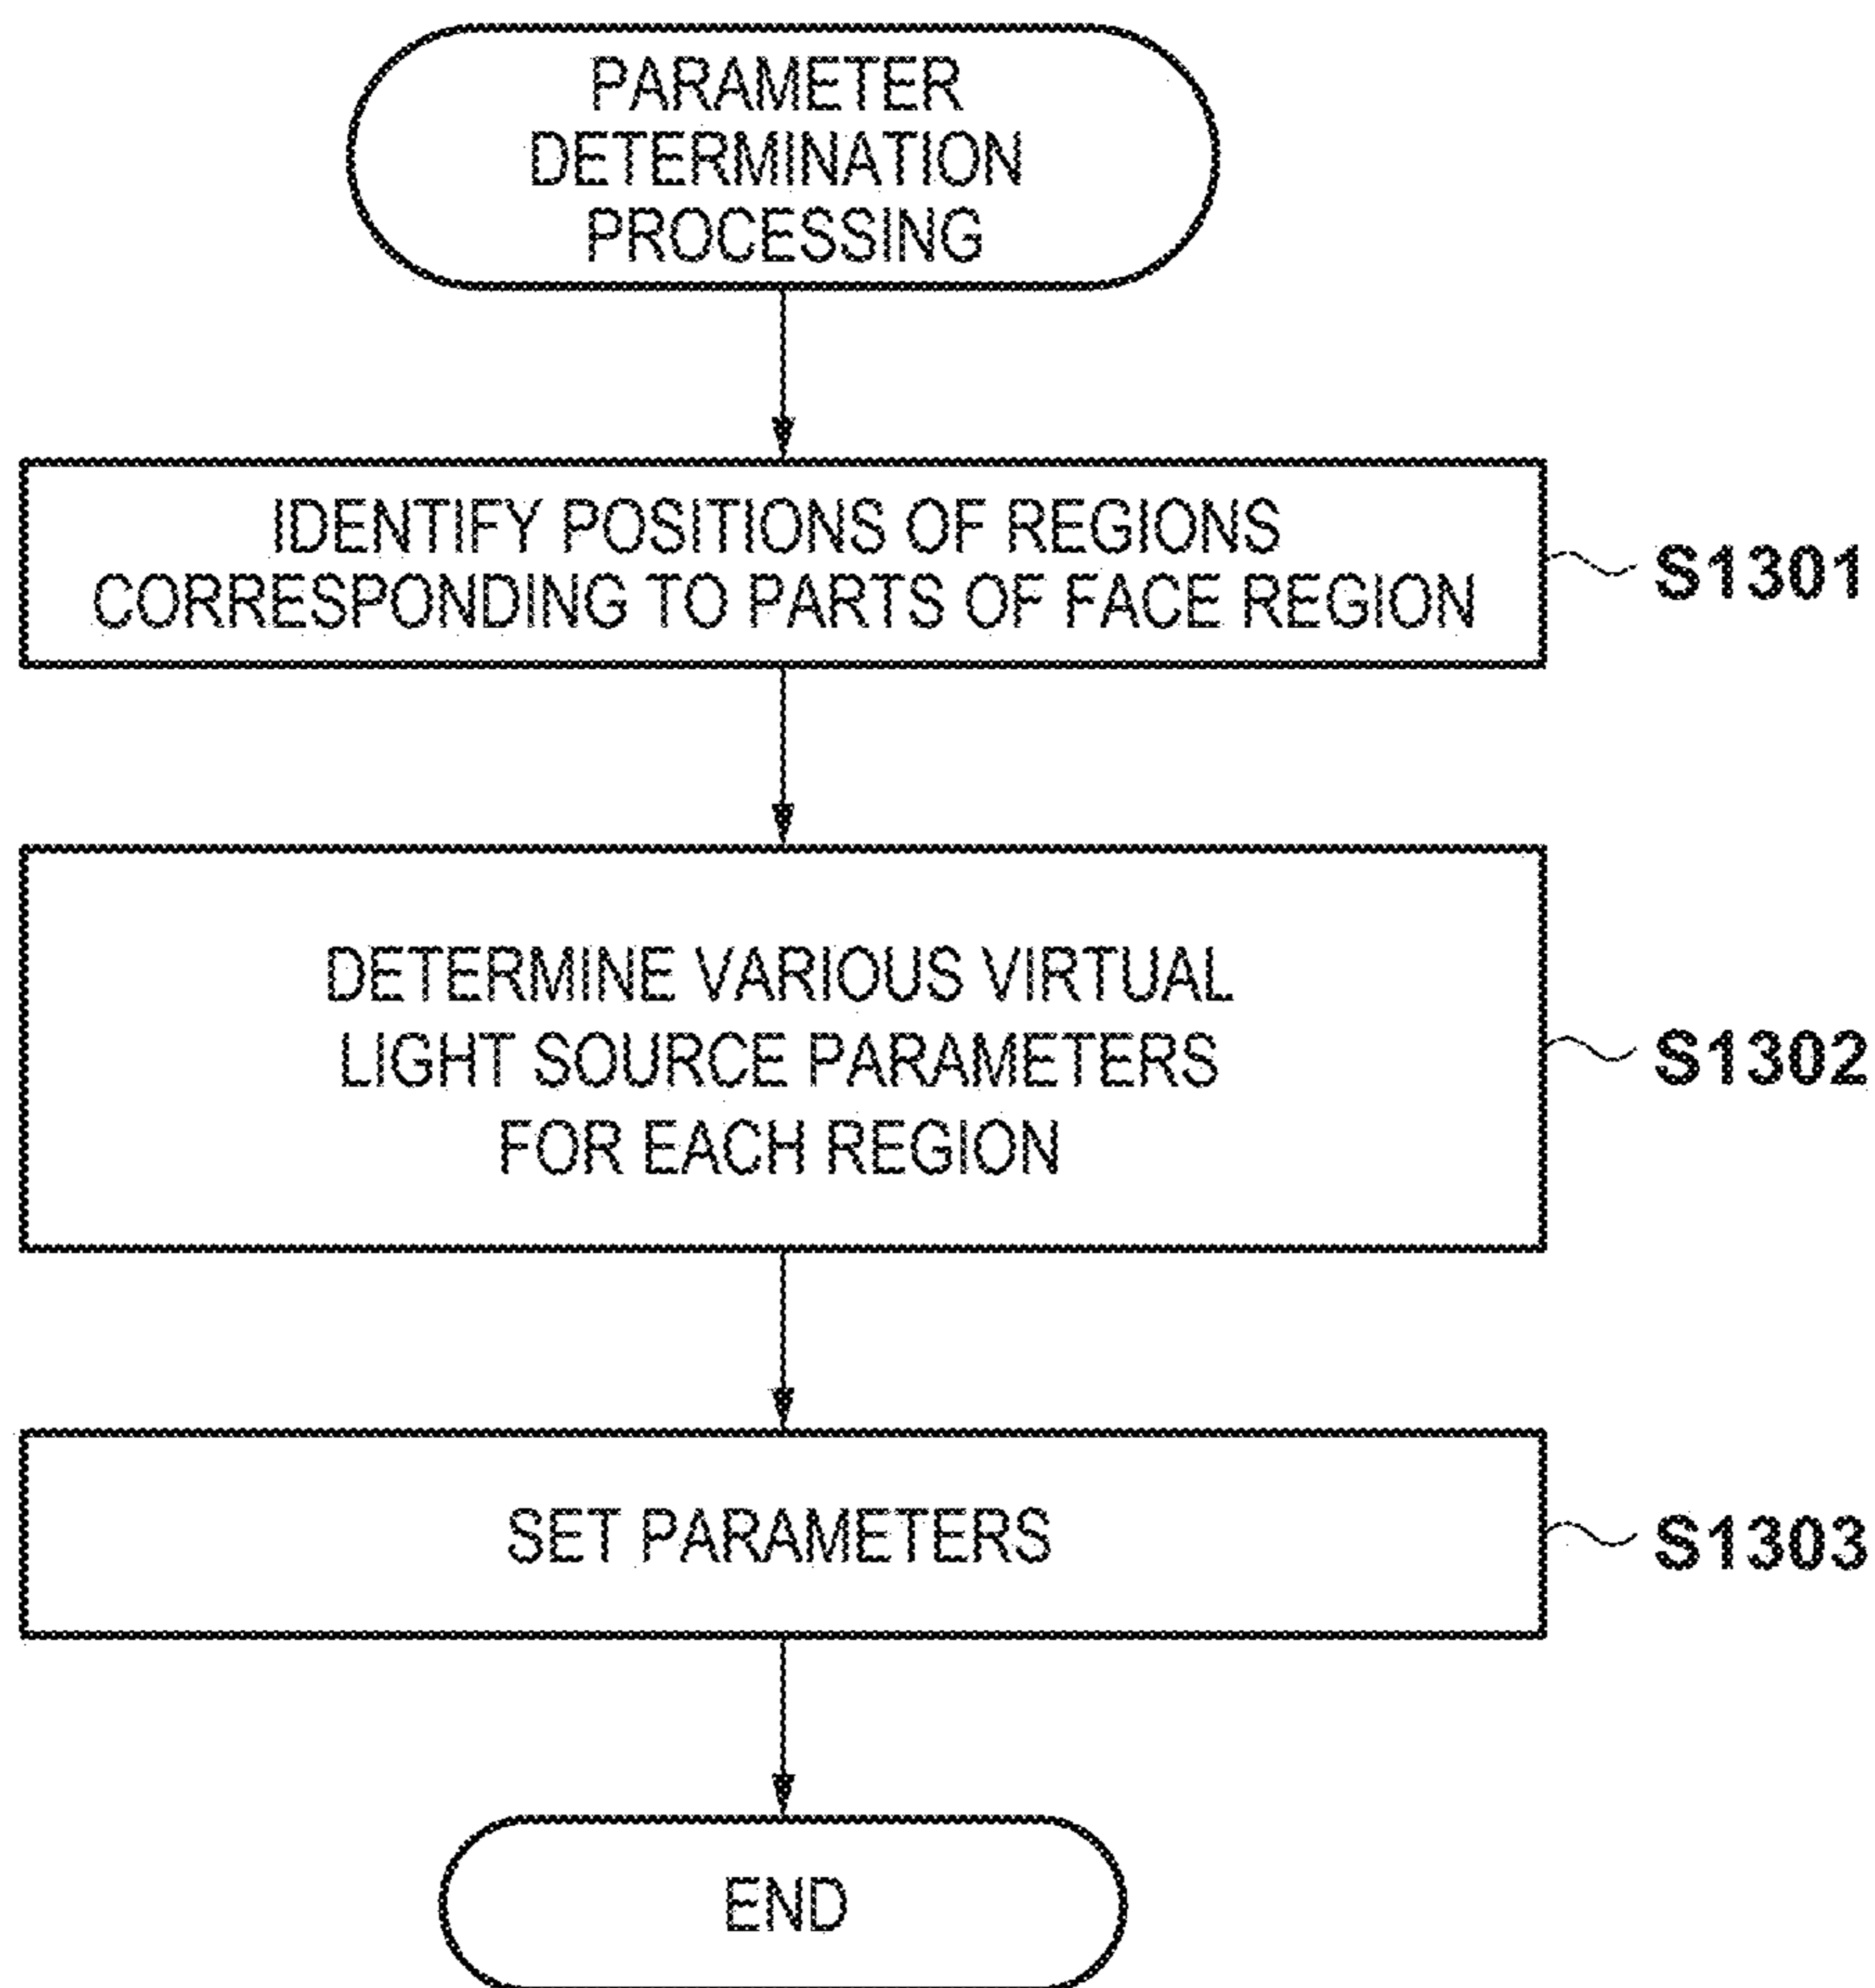 PARAMETER
DETERMINATION
PROCESSING
IDENTIFY POSITIONS OF REGIONS
CORRESPONDING TO PARTS OF FACE REGION
S1301
DETERMINE VARIOUS VIRTUAL
LIGHT SOURCE PARAMETERS
FOR EACH REGION
S1302
SET PARAMETERS
S1303
END